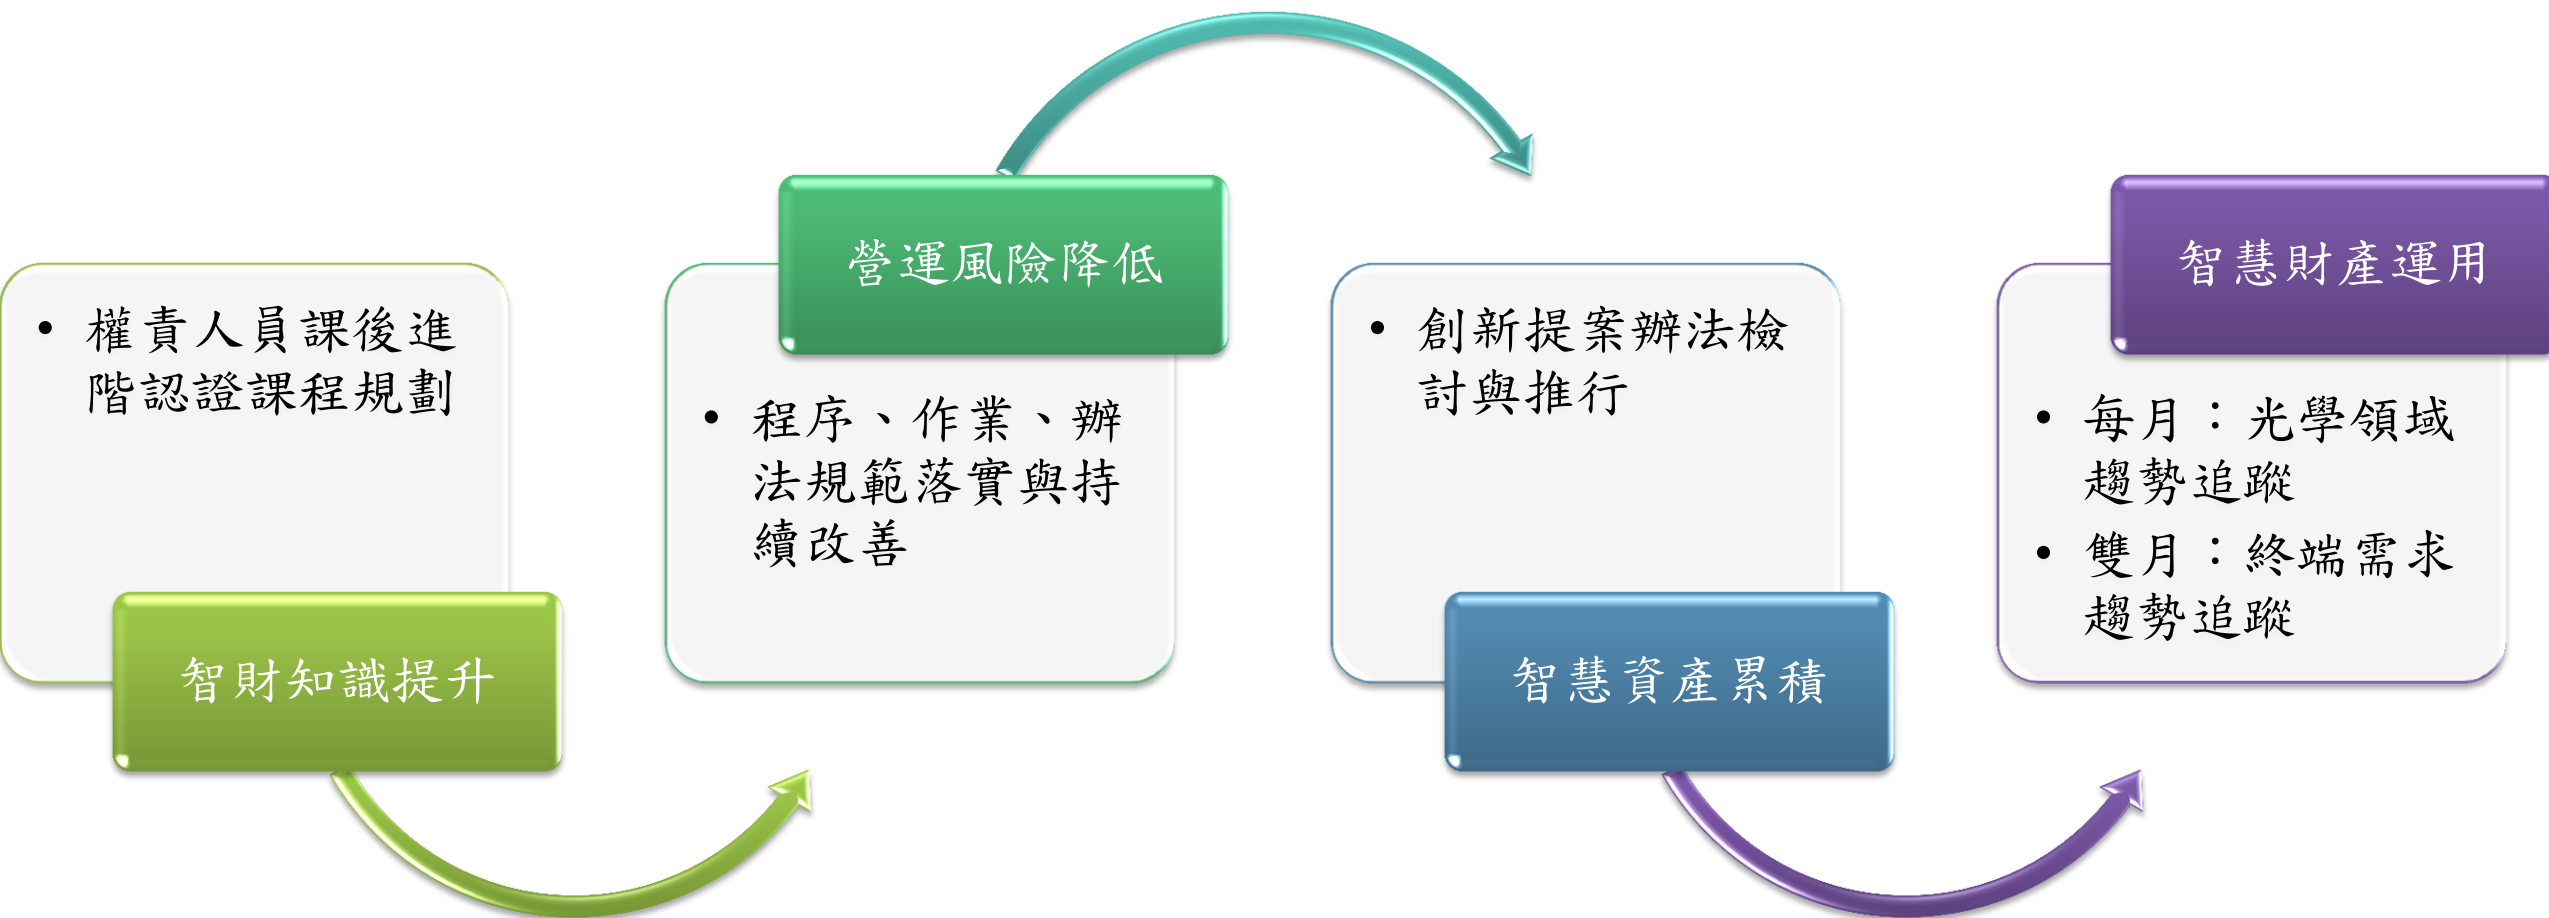 • 權責人員課後進
階認證課程規劃
智財知識提升
營運風險降低
• 程序、作業、辦
法規範落實與持
續改善
• 創新提案辦法檢
討與推行
智慧資產累積
智慧財產運用
• 每月：光學領域
趨勢追蹤
• 雙月：終端需求
趨勢追蹤